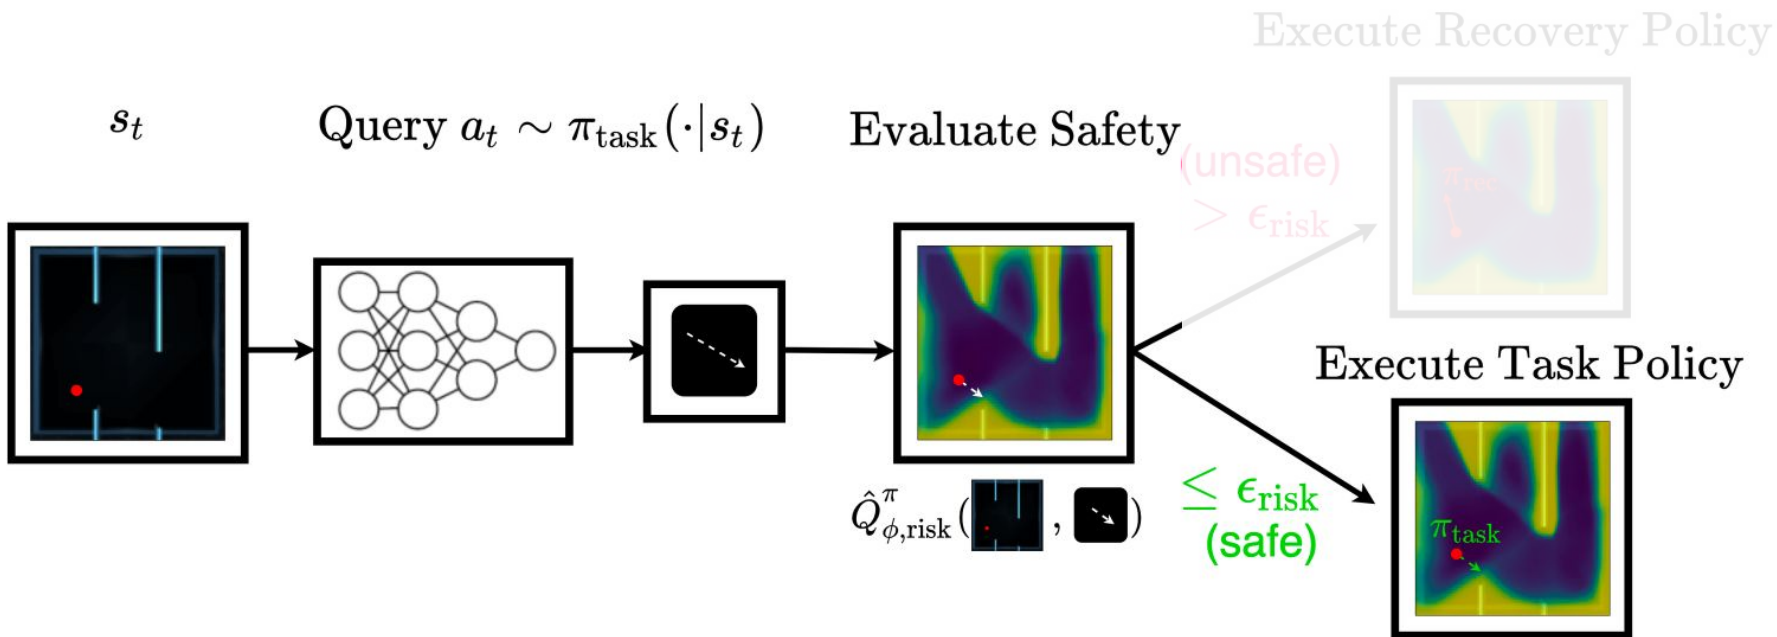 Execute Recovery Policy
s_t
Query a_t ∼ π_task(·|s_t)
Evaluate Safety
(unsafe)
> ϵ_risk
π_rec
Execute Task Policy
Q̂^π_ϕ,risk( , )
≤ ϵ_risk
(safe)
π_task